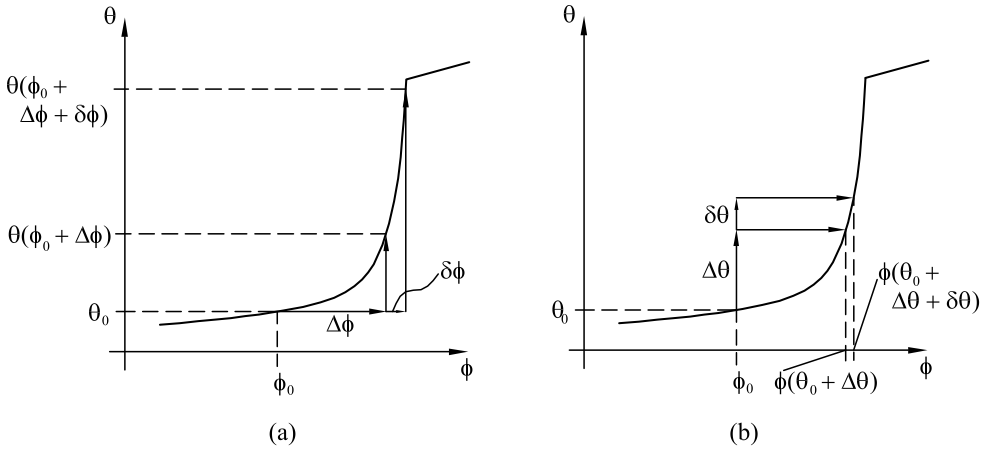 θ
θ(ϕ₀ +
Δϕ + δϕ)
θ(ϕ₀ + Δϕ)
δϕ
θ₀
Δϕ
ϕ
ϕ₀
(a)
θ
δθ
Δθ
ϕ(θ₀ +
Δθ + δθ)
θ₀
ϕ
ϕ₀
ϕ(θ₀ + Δθ)
(b)